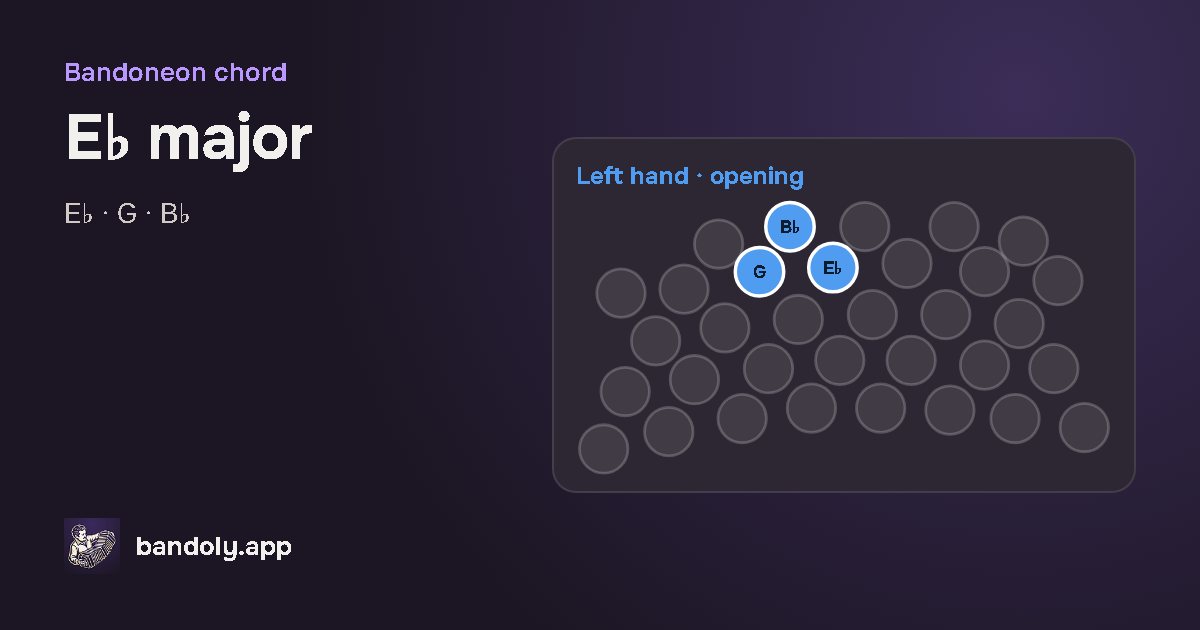 Bandoneon chord
E♭ major
E♭ · G · B♭
Left hand · opening
B♭
G
E♭
bandoly.app